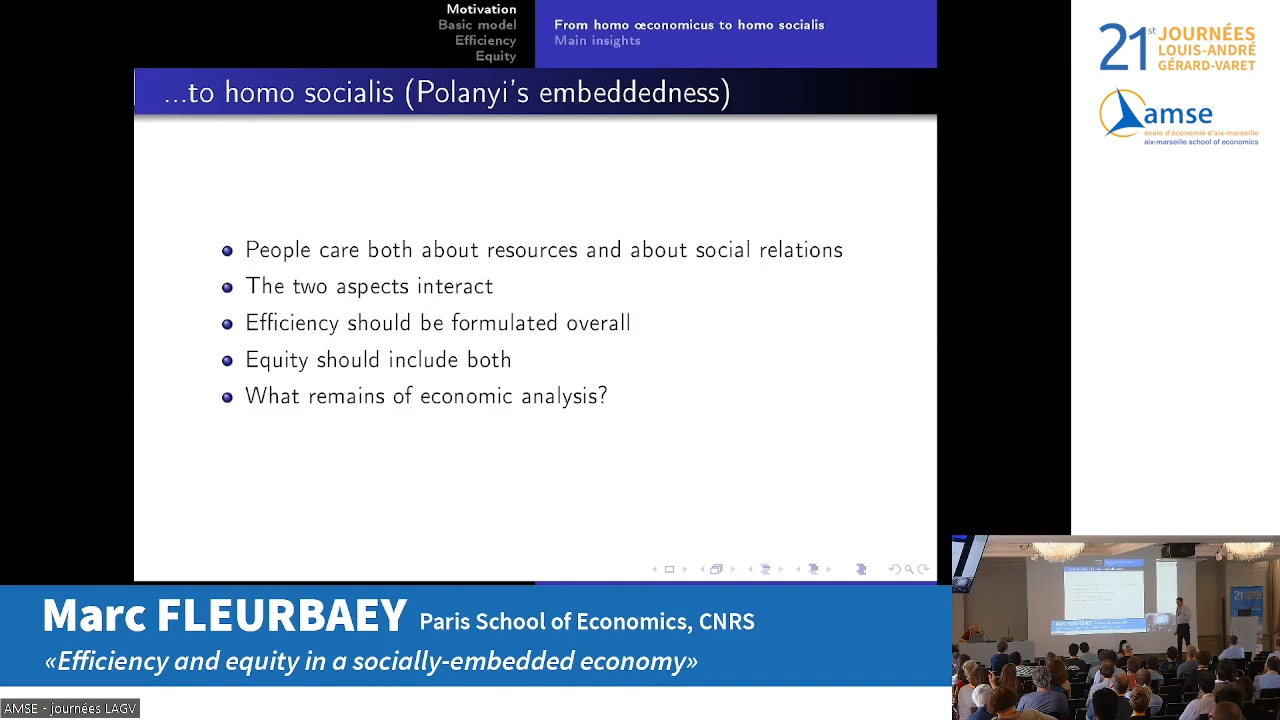 Motivation
Basic model
Efficiency
Equity
From homo œconomicus to homo socialis
Main insights
...to homo socialis (Polanyi's embeddedness)
People care both about resources and about social relations
The two aspects interact
Efficiency should be formulated overall
Equity should include both
What remains of economic analysis?
21st JOURNÉES
LOUIS-ANDRÉ
GÉRARD-VARET
amse
école d'économie d'aix-marseille
aix-marseille school of economics
Marc FLEURBAEY Paris School of Economics, CNRS
«Efficiency and equity in a socially-embedded economy»
AMSE - journées LAGV